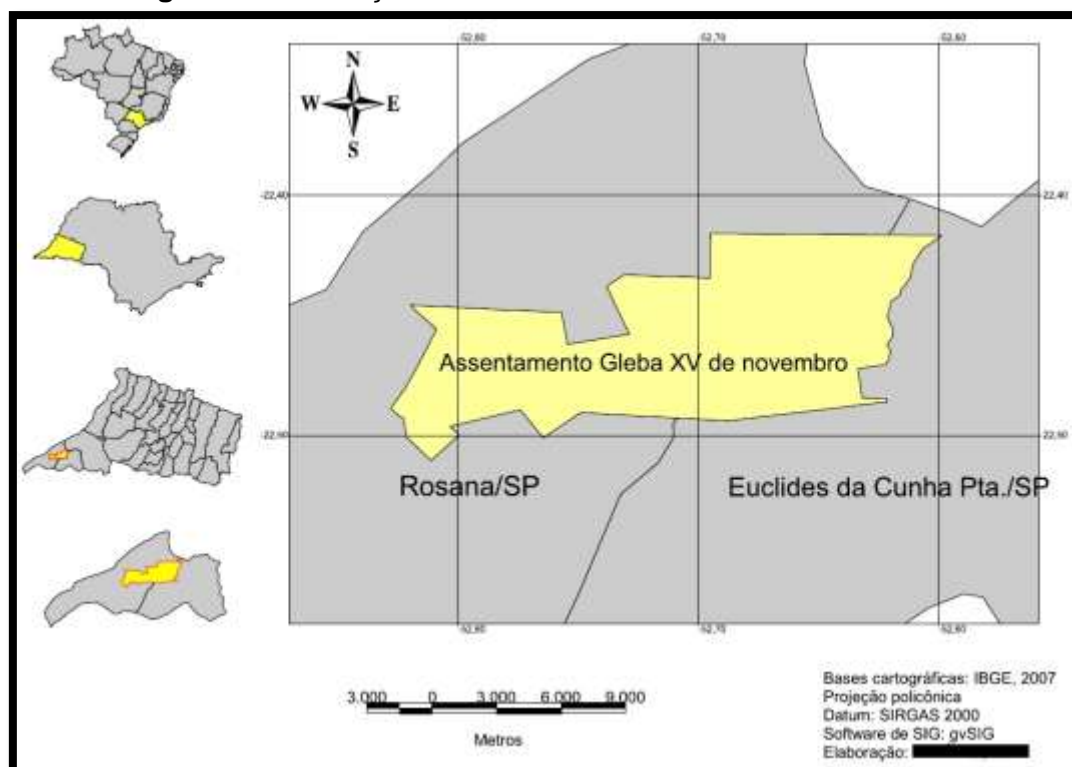 N
W E
S
-52,80 -52,70 -52,60
-22,40 -22,40
Assentamento Gleba XV de novembro
-22,50 -22,50
Rosana/SP
Euclides da Cunha Pta./SP
-52,80 -52,70 -52,60
3.000 0 3.000 6.000 9.000
Metros
Bases cartográficas: IBGE, 2007
Projeção policônica
Datum: SIRGAS 2000
Software de SIG: gvSIG
Elaboração: